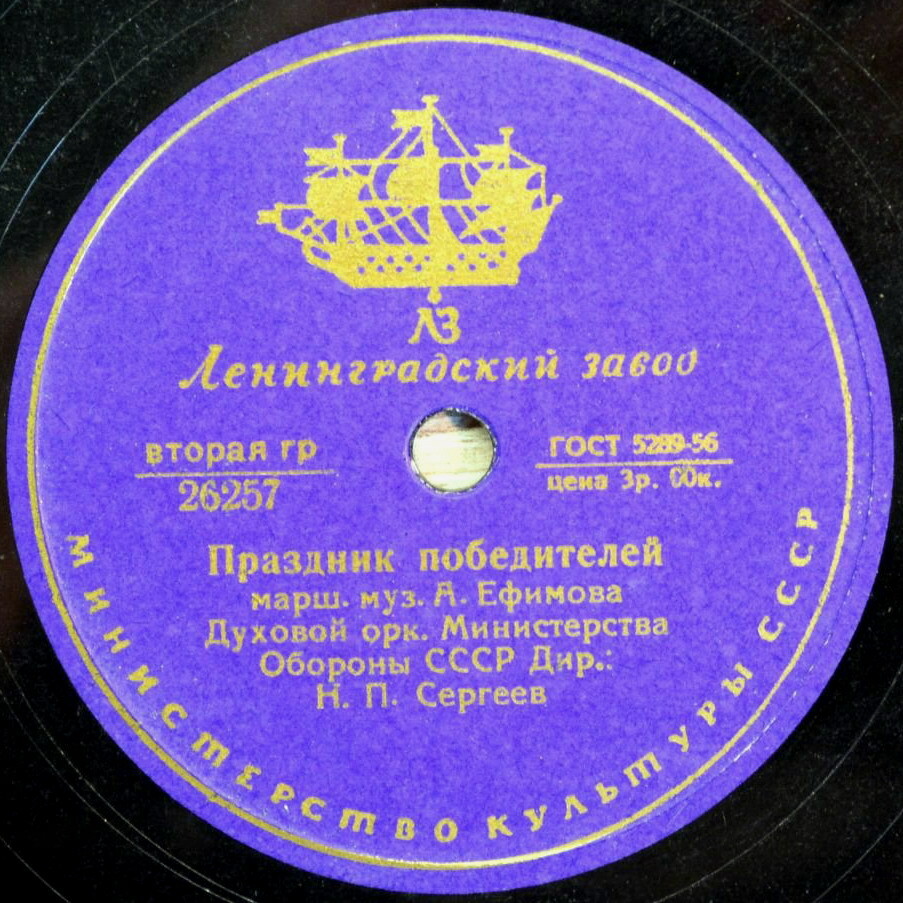 ЛЗ
Ленинградский завод
вторая гр
26257
ГОСТ 5289-56
цена 3р. 60к.
Праздник победителей
марш. муз. А. Ефимова
Духовой орк. Министерства
Обороны СССР Дир.:
Н. П. Сергеев
МИНИСТЕРСТВО КУЛЬТУРЫ СССР